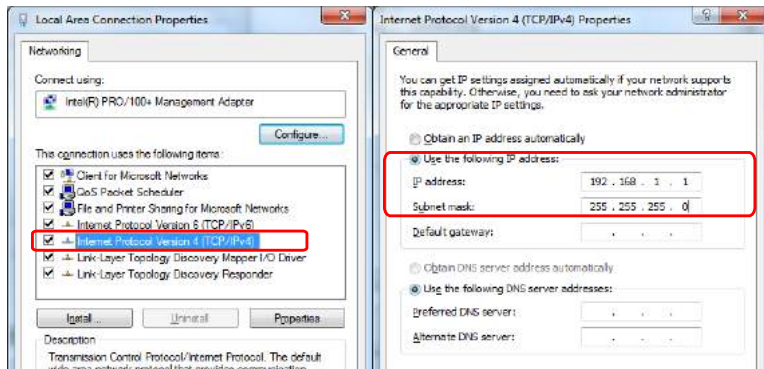 Local Area Connection Properties
Networking
Connect using:
Intel(R) PRO/100+ Management Adapter
Configure...
This connection uses the following items:
Client for Microsoft Networks
QoS Packet Scheduler
File and Printer Sharing for Microsoft Networks
Internet Protocol Version 6 (TCP/IPv6)
Internet Protocol Version 4 (TCP/IPv4)
Link-Layer Topology Discovery Mapper I/O Driver
Link-Layer Topology Discovery Responder
Install...
Uninstall
Properties
Description
Transmission Control Protocol/Internet Protocol. The default
wide area network protocol that provides communication
Internet Protocol Version 4 (TCP/IPv4) Properties
General
You can get IP settings assigned automatically if your network supports
this capability. Otherwise, you need to ask your network administrator
for the appropriate IP settings.
Obtain an IP address automatically
Use the following IP address:
IP address: 192 . 168 . 1 . 1
Subnet mask: 255 . 255 . 255 . 0
Default gateway: . . .
Obtain DNS server address automatically
Use the following DNS server addresses:
Preferred DNS server: . . .
Alternate DNS server: . . .